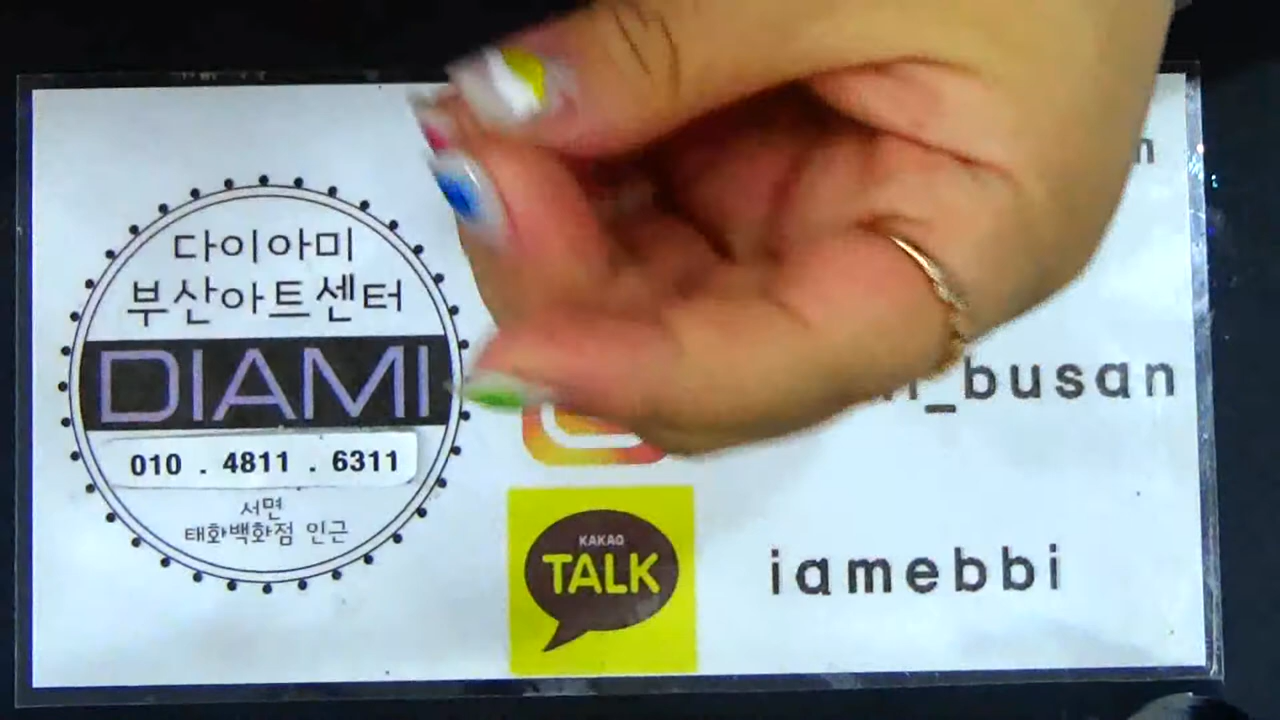 다이아미
부산아트센터
DIAMI
010 . 4811 . 6311
서면
태화백화점 인근
_busan
KAKAO
TALK
iamebbi